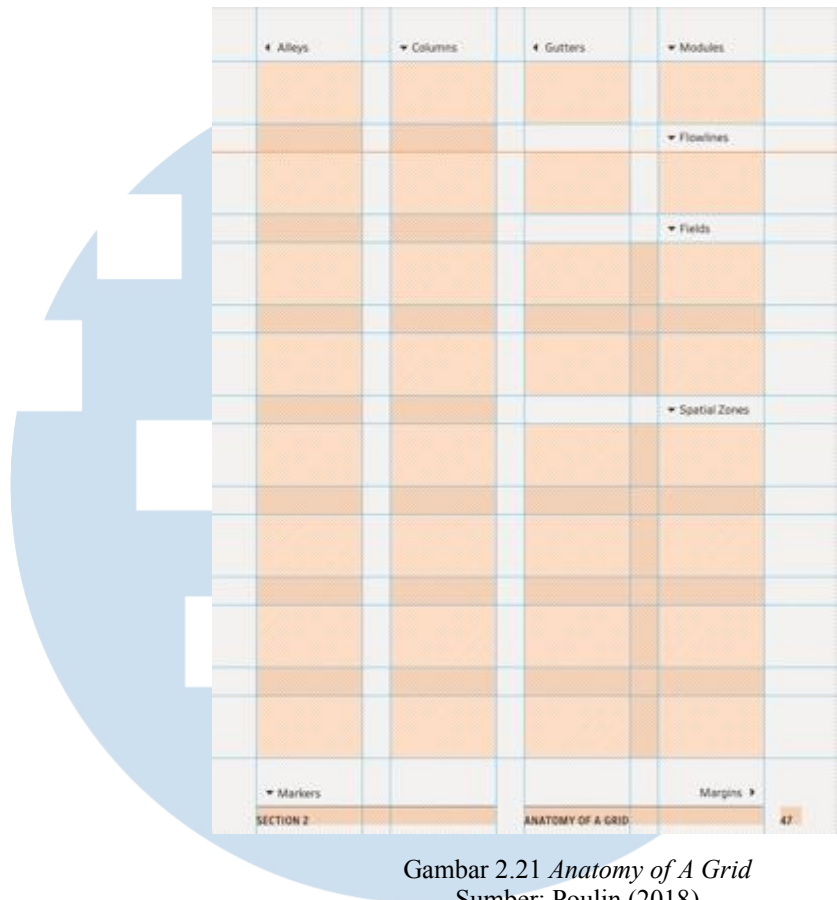 Alleys Columns Gutters Modules
Flowlines
Fields
Spatial Zones
Markers Margins
SECTION 2 ANATOMY OF A GRID 47
Gambar 2.21 Anatomy of A Grid
Sumber: Poulin (2018)